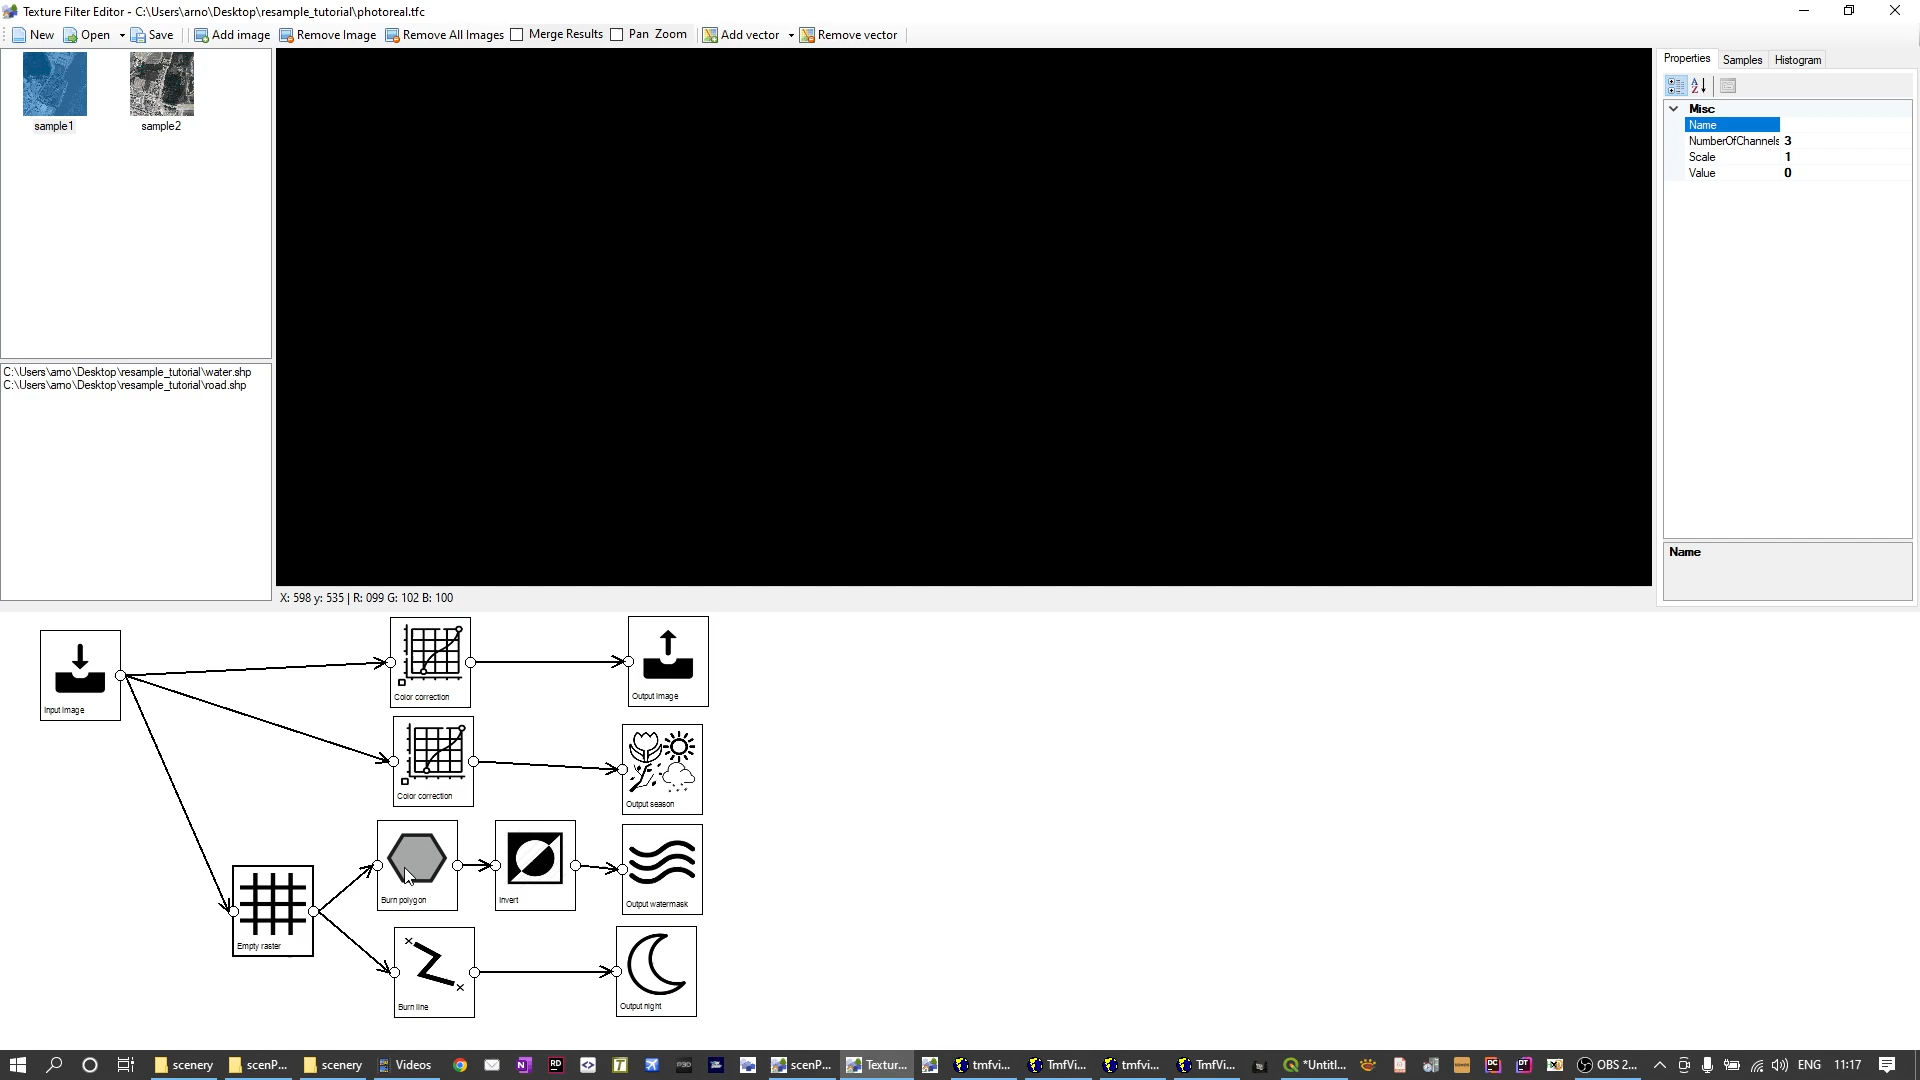 Texture Filter Editor - C:\Users\arno\Desktop\resample_tutorial\photoreal.tfc
New Open Save Add image Remove Image Remove All Images Merge Results Pan Zoom Add vector Remove vector
Properties Samples Histogram
sample1 sample2
Misc
Name
NumberOfChannels 3
Scale 1
Value 0
C:\Users\arno\Desktop\resample_tutorial\water.shp
C:\Users\arno\Desktop\resample_tutorial\road.shp
Name
X: 598 y: 535 | R: 099 G: 102 B: 100
Input Image
Color correction
Output Image
Color correction
Output season
Burn polygon
Invert
Output watermask
Empty raster
Burn line
Output night
scenery scenP... scenery Videos scenP... Textur... tmfvi... TmfVi... tmfvi... TmfVi... *Untitl... OBS 2... ENG 11:17